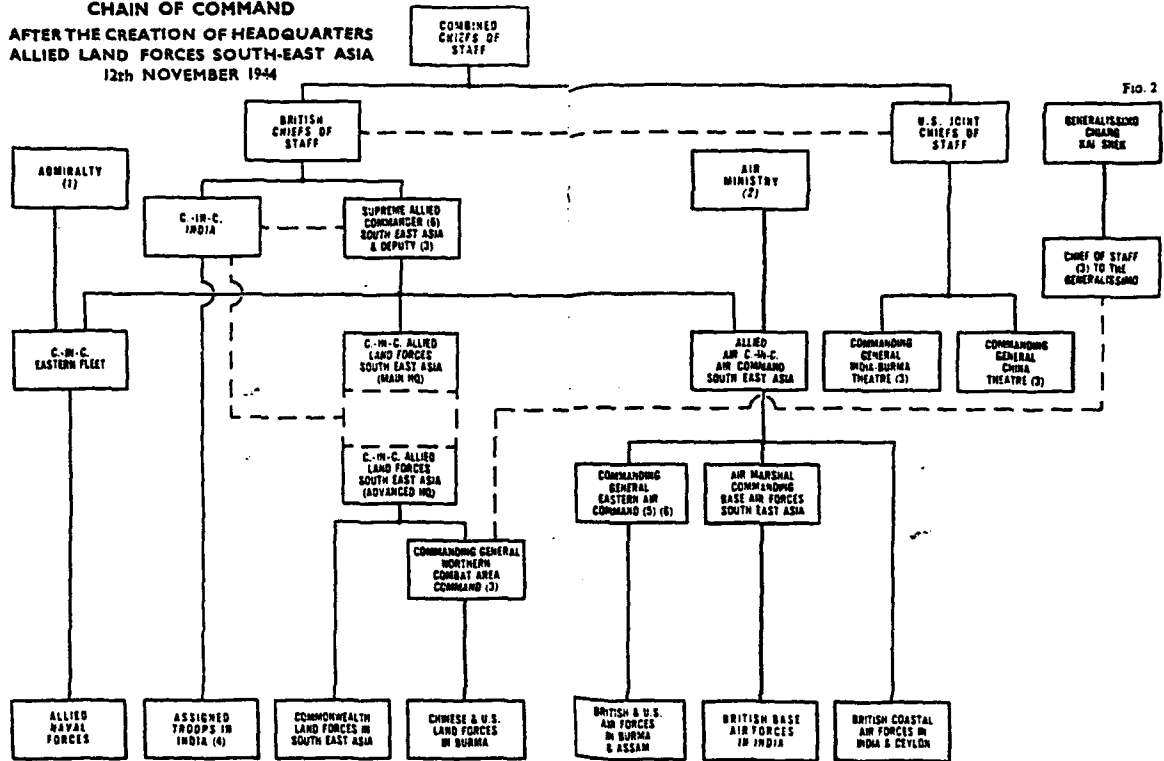 CHAIN OF COMMAND
AFTER THE CREATION OF HEADQUARTERS
ALLIED LAND FORCES SOUTH-EAST ASIA
12th NOVEMBER 1944
FIG. 2
COMBINED
CHIEFS OF
STAFF
BRITISH
CHIEFS OF
STAFF
U.S. JOINT
CHIEFS OF
STAFF
GENERALISSIMO
CHIANG
KAI SHEK
ADMIRALTY
(1)
AIR
MINISTRY
(2)
C.-IN-C.
INDIA
SUPREME ALLIED
COMMANDER (6)
SOUTH EAST ASIA
& DEPUTY (3)
CHIEF OF STAFF
(3) TO THE
GENERALISSIMO
C.-IN-C.
EASTERN FLEET
C.-IN-C. ALLIED
LAND FORCES
SOUTH EAST ASIA
(MAIN HQ)
ALLIED
AIR C.-IN-C.
AIR COMMAND
SOUTH EAST ASIA
COMMANDING
GENERAL
INDIA-BURMA
THEATRE (3)
COMMANDING
GENERAL
CHINA
THEATRE (3)
C.-IN-C. ALLIED
LAND FORCES
SOUTH EAST ASIA
(ADVANCED HQ)
COMMANDING
GENERAL
EASTERN AIR
COMMAND (5) (6)
AIR MARSHAL
COMMANDING
BASE AIR FORCES
SOUTH EAST ASIA
COMMANDING GENERAL
NORTHERN
COMBAT AREA
COMMAND (3)
ALLIED
NAVAL
FORCES
ASSIGNED
TROOPS IN
INDIA (4)
COMMONWEALTH
LAND FORCES IN
SOUTH EAST ASIA
CHINESE & U.S.
LAND FORCES
IN BURMA
BRITISH & U.S.
AIR FORCES
IN BURMA
& ASSAM
BRITISH BASE
AIR FORCES
IN INDIA
BRITISH COASTAL
AIR FORCES IN
INDIA & CEYLON